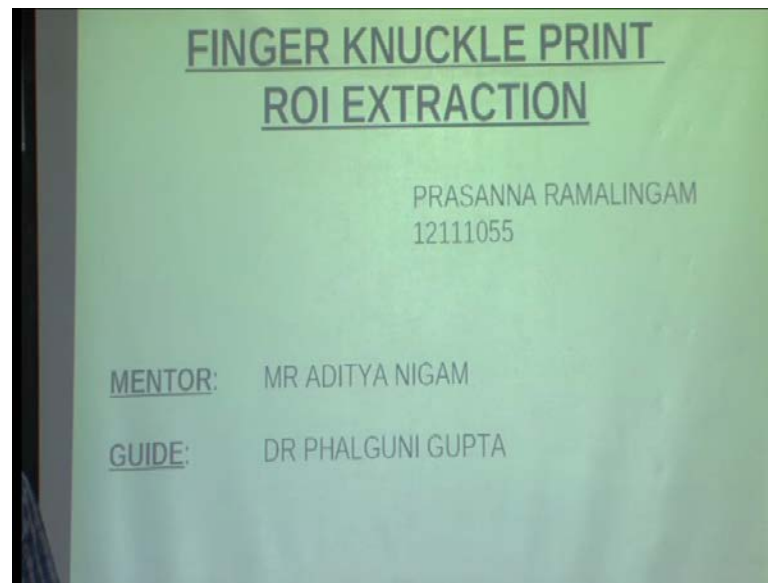 FINGER KNUCKLE PRINT
ROI EXTRACTION
PRASANNA RAMALINGAM
12111055
MENTOR: MR ADITYA NIGAM
GUIDE: DR PHALGUNI GUPTA